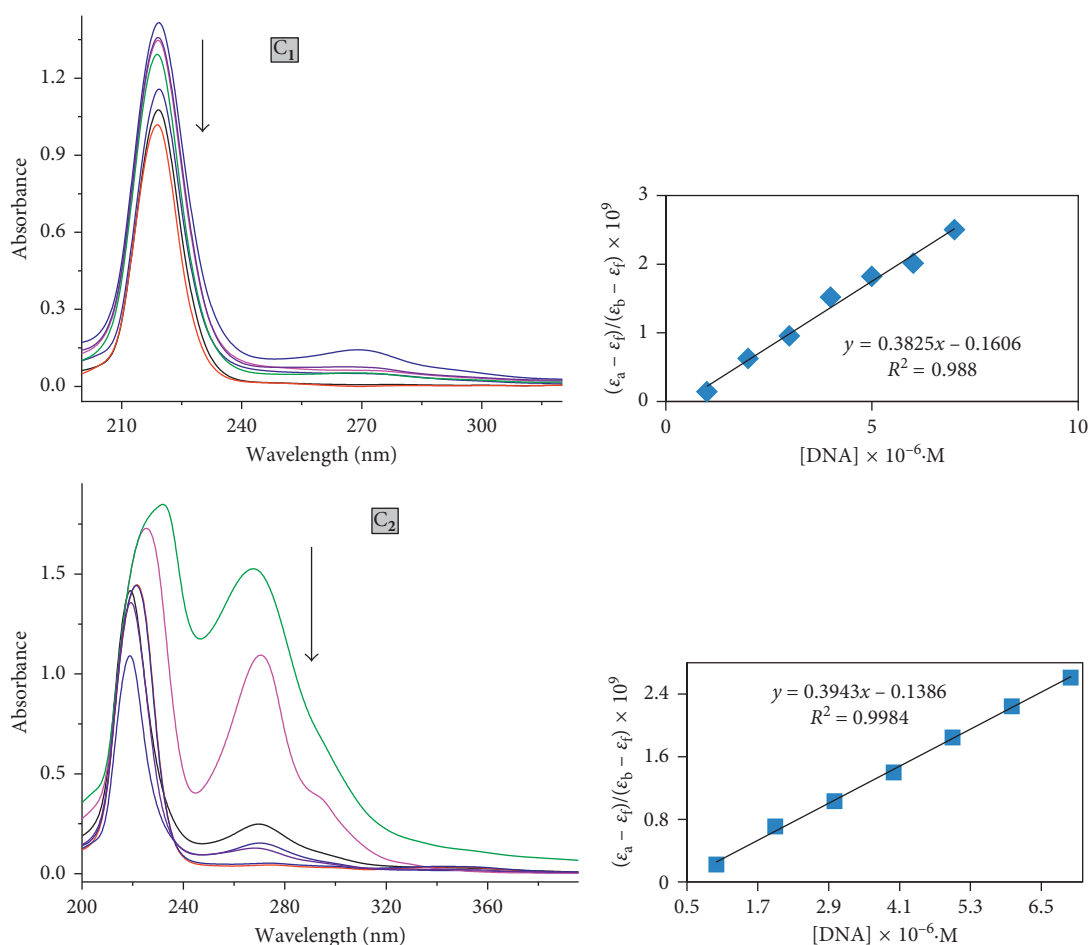 C1
Absorbance
1.2
0.9
0.6
0.3
0.0
210 240 270 300
Wavelength (nm)
(εa – εf)/(εb – εf) × 10⁹
3
2
1
0
y = 0.3825x – 0.1606
R² = 0.988
0 5 10
[DNA] × 10⁻⁶·M
C2
Absorbance
1.5
1.0
0.5
0.0
200 240 280 320 360
Wavelength (nm)
(εa – εf)/(εb – εf) × 10⁹
2.4
1.6
0.8
0
y = 0.3943x – 0.1386
R² = 0.9984
0.5 1.7 2.9 4.1 5.3 6.5
[DNA] × 10⁻⁶·M